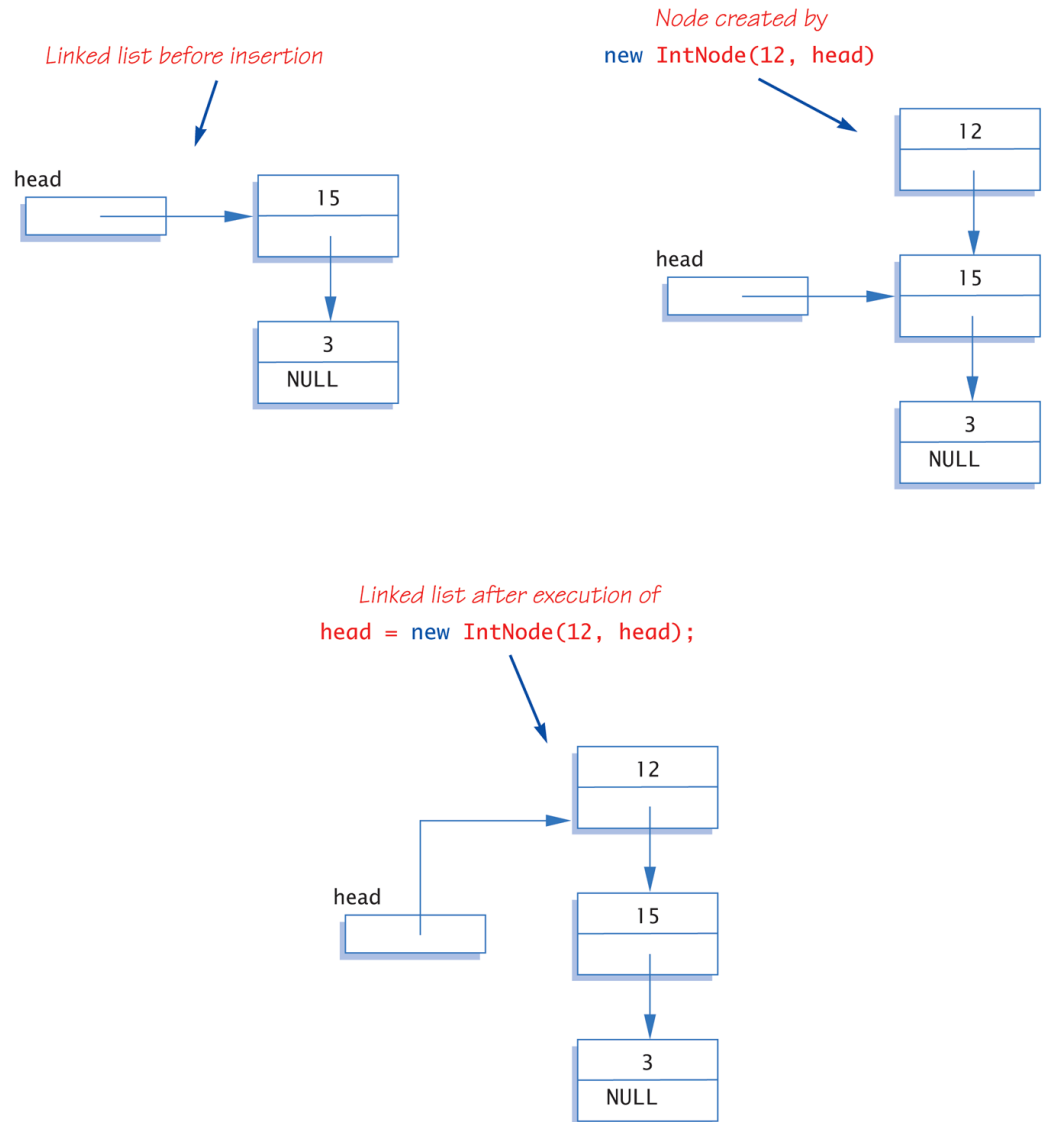 Linked list before insertion
head
15
3
NULL
Node created by
new IntNode(12, head)
12
head
15
3
NULL
Linked list after execution of
head = new IntNode(12, head);
12
head
15
3
NULL